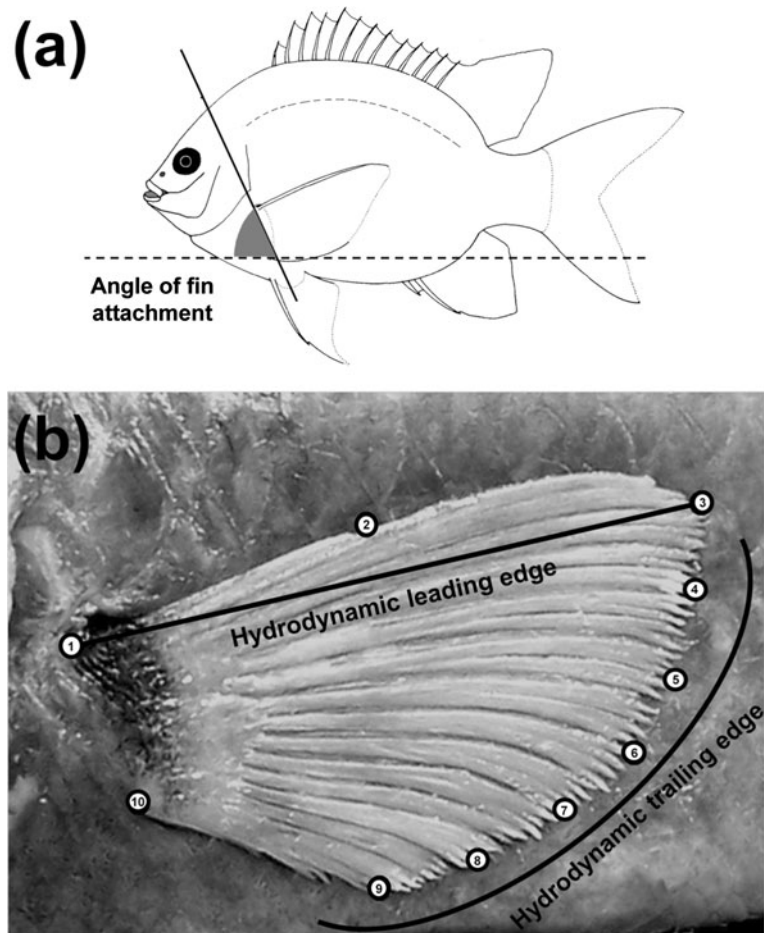 (a)
Angle of fin
attachment
(b)
2
3
Hydrodynamic leading edge
4
1
5
6
10
7
Hydrodynamic trailing edge
8
9